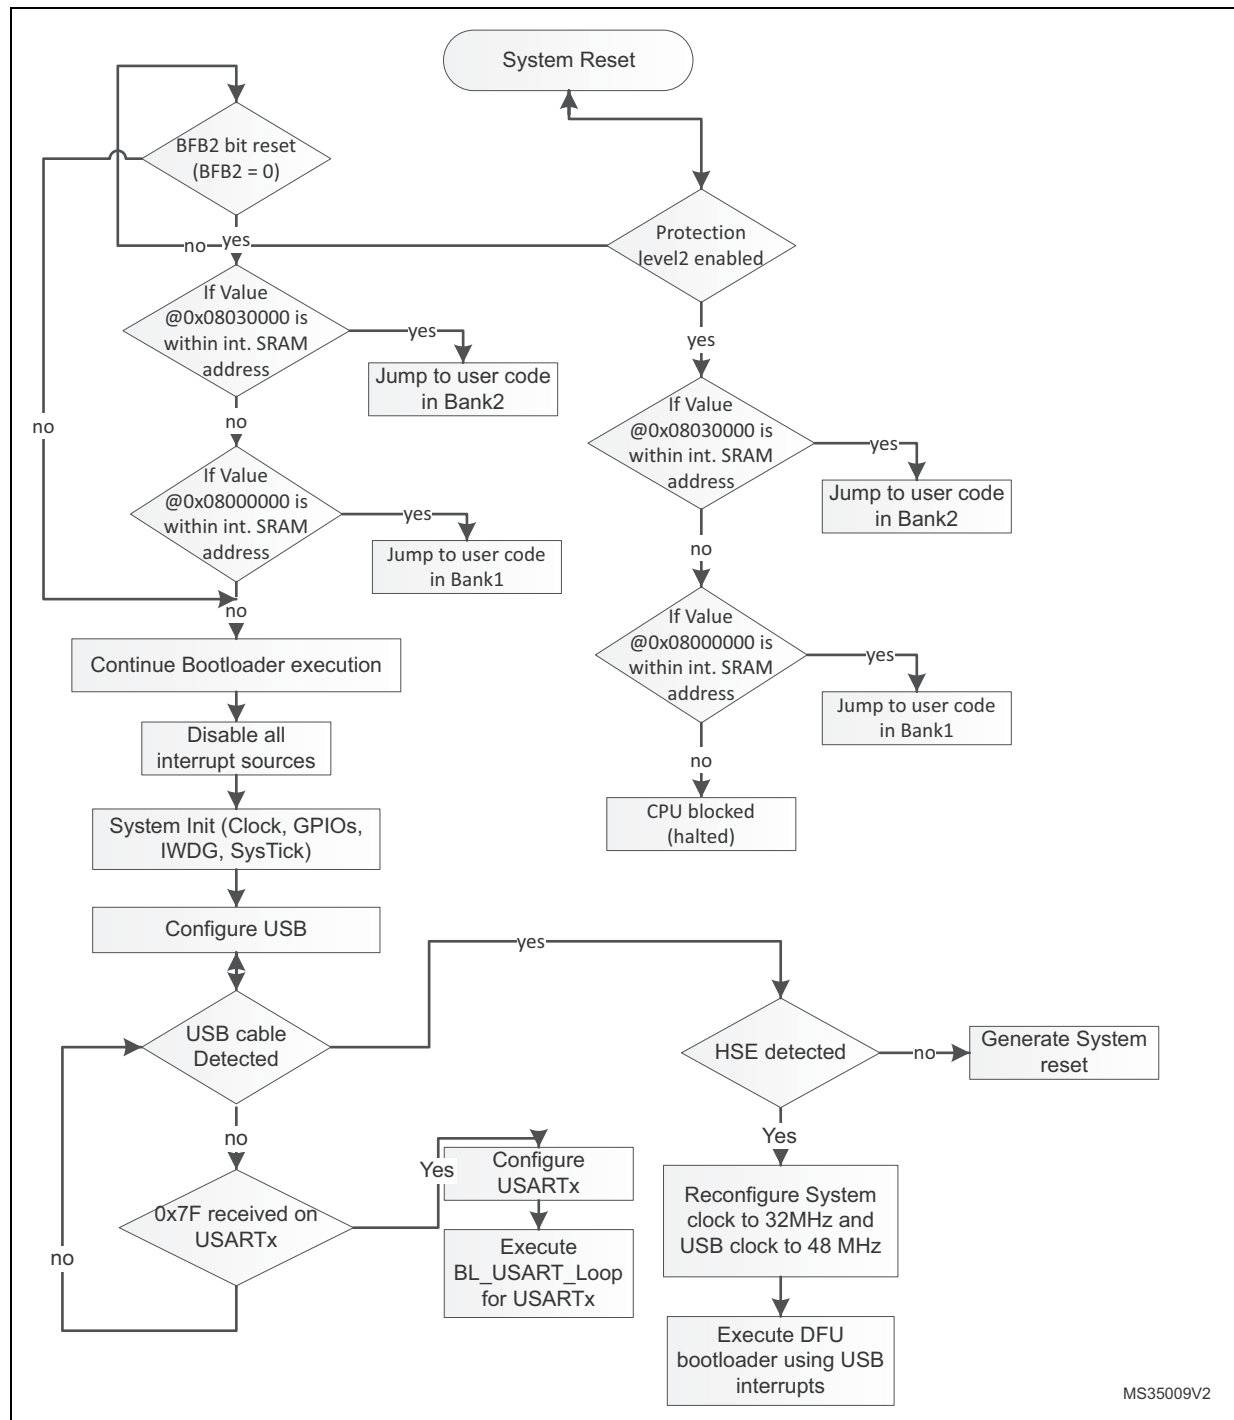 System Reset
BFB2 bit reset
(BFB2 = 0)
Protection
level2 enabled
no
yes
If Value
@0x08030000 is
within int. SRAM
address
yes
Jump to user code
in Bank2
yes
no
no
If Value
@0x08030000 is
within int. SRAM
address
yes
Jump to user code
in Bank2
If Value
@0x08000000 is
within int. SRAM
address
yes
Jump to user code
in Bank1
no
no
If Value
@0x08000000 is
within int. SRAM
address
yes
Jump to user code
in Bank1
Continue Bootloader execution
Disable all
interrupt sources
no
CPU blocked
(halted)
System Init (Clock, GPIOs,
IWDG, SysTick)
Configure USB
yes
USB cable
Detected
HSE detected
no
Generate System
reset
no
Yes
Yes
Configure
USARTx
0x7F received on
USARTx
no
Execute
BL_USART_Loop
for USARTx
Reconfigure System
clock to 32MHz and
USB clock to 48 MHz
Execute DFU
bootloader using USB
interrupts
MS35009V2